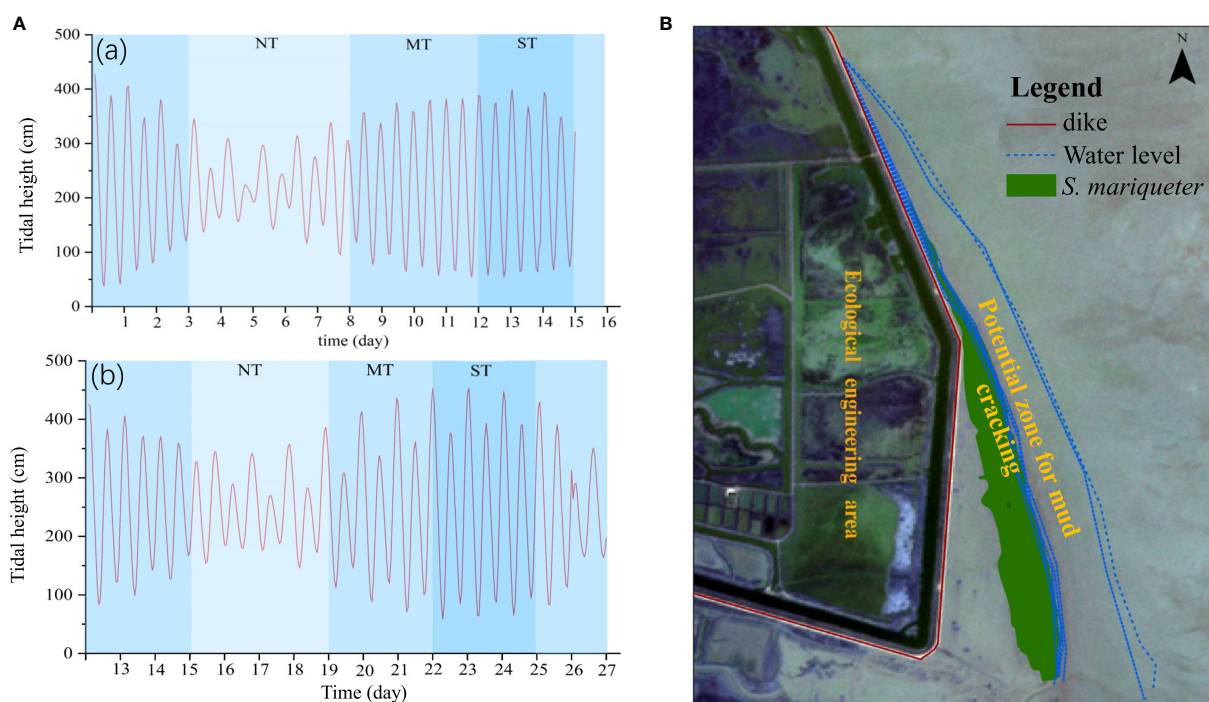 A
(a)
NT
MT
ST
500
400
300
200
100
0
Tidal height (cm)
1 2 3 4 5 6 7 8 9 10 11 12 13 14 15 16
time (day)
(b)
NT
MT
ST
500
400
300
200
100
0
Tidal height (cm)
13 14 15 16 17 18 19 20 21 22 23 24 25 26 27
Time (day)
B
N
Legend
dike
Water level
S. mariqueter
Ecological engineering area
Potential zone for mud
cracking